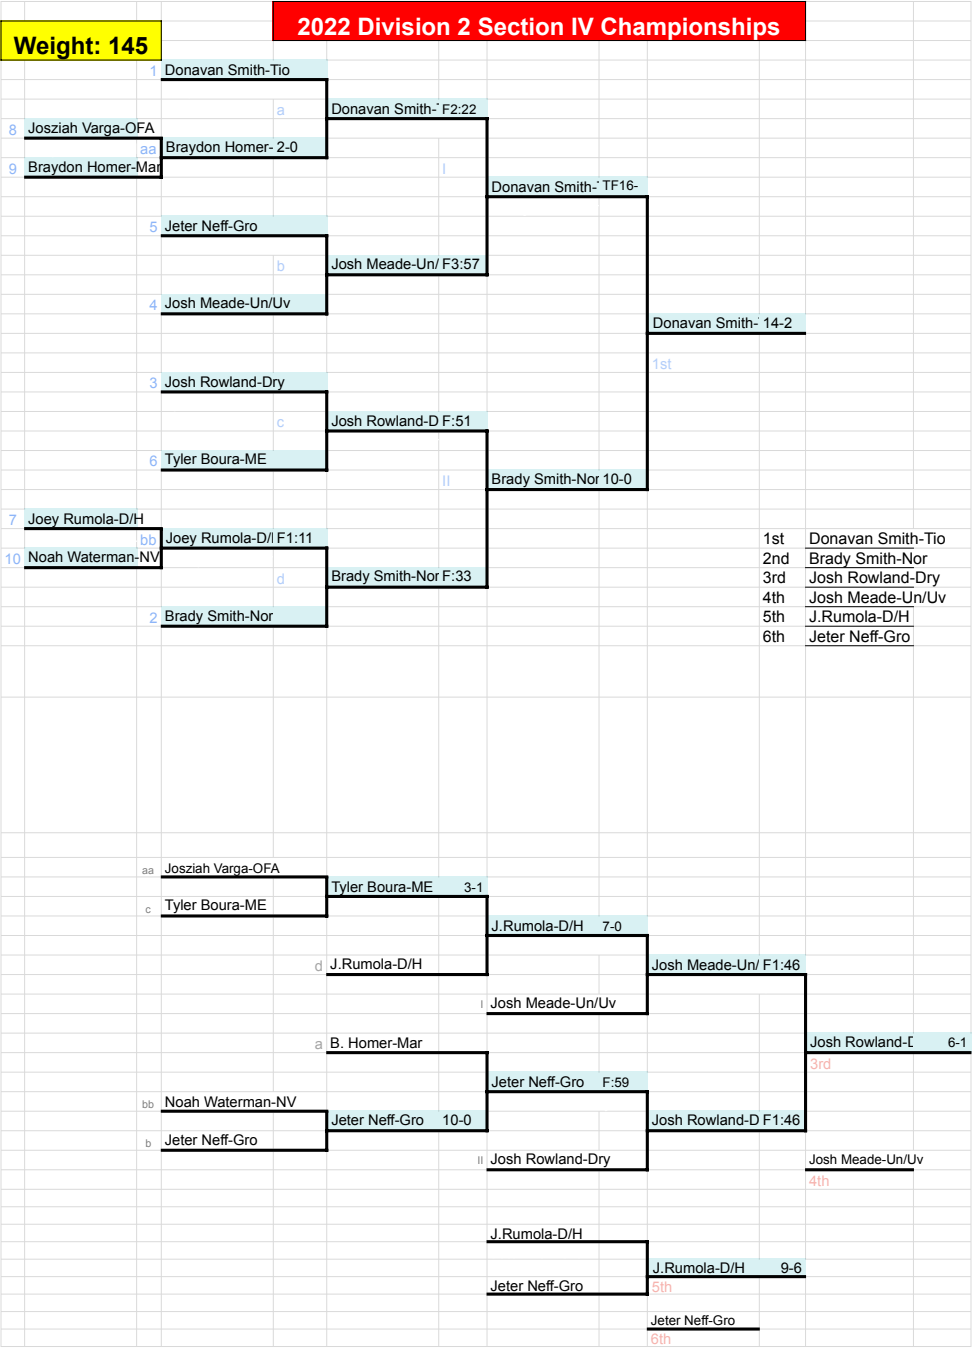 2022 Division 2 Section IV Championships
Weight: 145
1 Donavan Smith-Tio
a Donavan Smith- F2:22
8 Josziah Varga-OFA
aa Braydon Homer- 2-0
9 Braydon Homer-Mar
I
Donavan Smith- TF16-
5 Jeter Neff-Gro
b Josh Meade-Un/ F3:57
4 Josh Meade-Un/Uv
Donavan Smith- 14-2
1st
3 Josh Rowland-Dry
c Josh Rowland-D F:51
6 Tyler Boura-ME
II Brady Smith-Nor 10-0
7 Joey Rumola-D/H
bb Joey Rumola-D/ F1:11
10 Noah Waterman-NV
d Brady Smith-Nor F:33
2 Brady Smith-Nor
1st Donavan Smith-Tio
2nd Brady Smith-Nor
3rd Josh Rowland-Dry
4th Josh Meade-Un/Uv
5th J.Rumola-D/H
6th Jeter Neff-Gro
aa Josziah Varga-OFA
Tyler Boura-ME 3-1
c Tyler Boura-ME
J.Rumola-D/H 7-0
d J.Rumola-D/H
Josh Meade-Un/ F1:46
I Josh Meade-Un/Uv
a B. Homer-Mar
Josh Rowland-D 6-1
3rd
Jeter Neff-Gro F:59
bb Noah Waterman-NV
Jeter Neff-Gro 10-0
Josh Rowland-D F1:46
b Jeter Neff-Gro
II Josh Rowland-Dry
Josh Meade-Un/Uv
4th
J.Rumola-D/H
J.Rumola-D/H 9-6
Jeter Neff-Gro
5th
Jeter Neff-Gro
6th